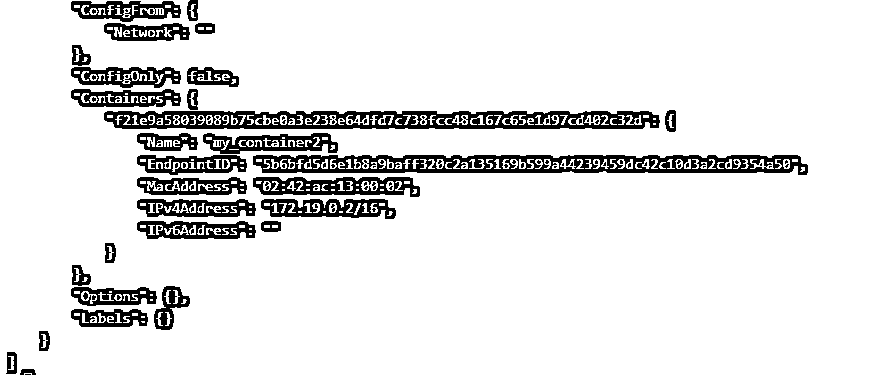 "ConfigFrom": {
"Network": ""
},
"ConfigOnly": false,
"Containers": {
"f21e9a58039089b75cbe0a3e238e64dfd7c738fcc48c167c65e1d97cd402c32d": {
"Name": "my_container2",
"EndpointID": "5b6bfd5d6e1b8a9baff320c2a135169b599a44239459dc42c10d3a2cd9354a50",
"MacAddress": "02:42:ac:13:00:02",
"IPv4Address": "172.19.0.2/16",
"IPv6Address": ""
}
},
"Options": {},
"Labels": {}
}
]